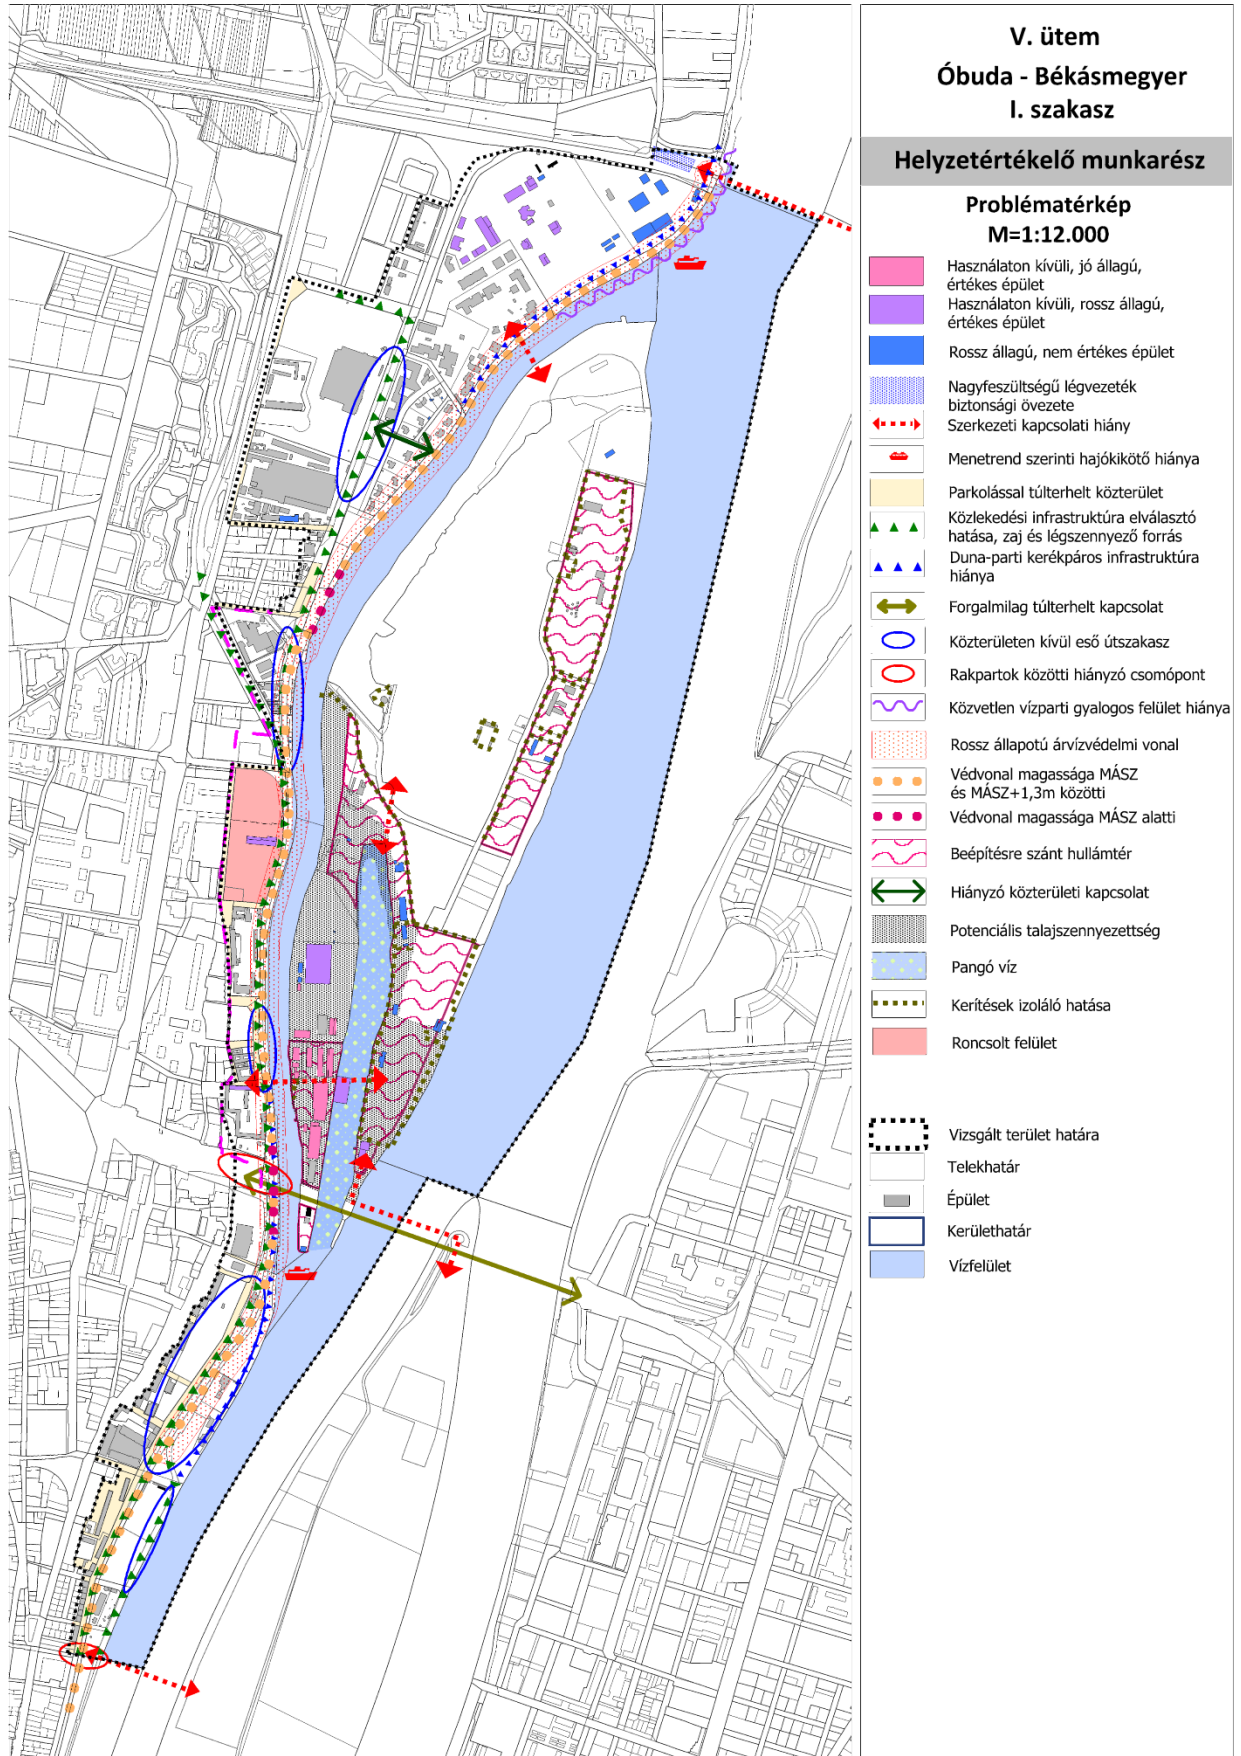 V. ütem
Óbuda - Békásmegyer
I. szakasz
Helyzetértékelő munkarész
Problématérkép
M=1:12.000
Használaton kívüli, jó állagú,
értékes épület
Használaton kívüli, rossz állagú,
értékes épület
Rossz állagú, nem értékes épület
Nagyfeszültségű légvezeték
biztonsági övezete
Szerkezeti kapcsolati hiány
Menetrend szerinti hajókikötő hiánya
Parkolással túlterhelt közterület
Közlekedési infrastruktúra elválasztó
hatása, zaj és légszennyező forrás
Duna-parti kerékpáros infrastruktúra
hiánya
Forgalmilag túlterhelt kapcsolat
Közterületen kívül eső útszakasz
Rakpartok közötti hiányzó csomópont
Közvetlen vízparti gyalogos felület hiánya
Rossz állapotú árvízvédelmi vonal
Védvonal magassága MÁSZ
és MÁSZ+1,3m közötti
Védvonal magassága MÁSZ alatti
Beépítésre szánt hullámtér
Hiányzó közterületi kapcsolat
Potenciális talajszennyezettség
Pangó víz
Kerítések izoláló hatása
Roncsolt felület
Vizsgált terület határa
Telekhatár
Épület
Kerülethatár
Vízfelület